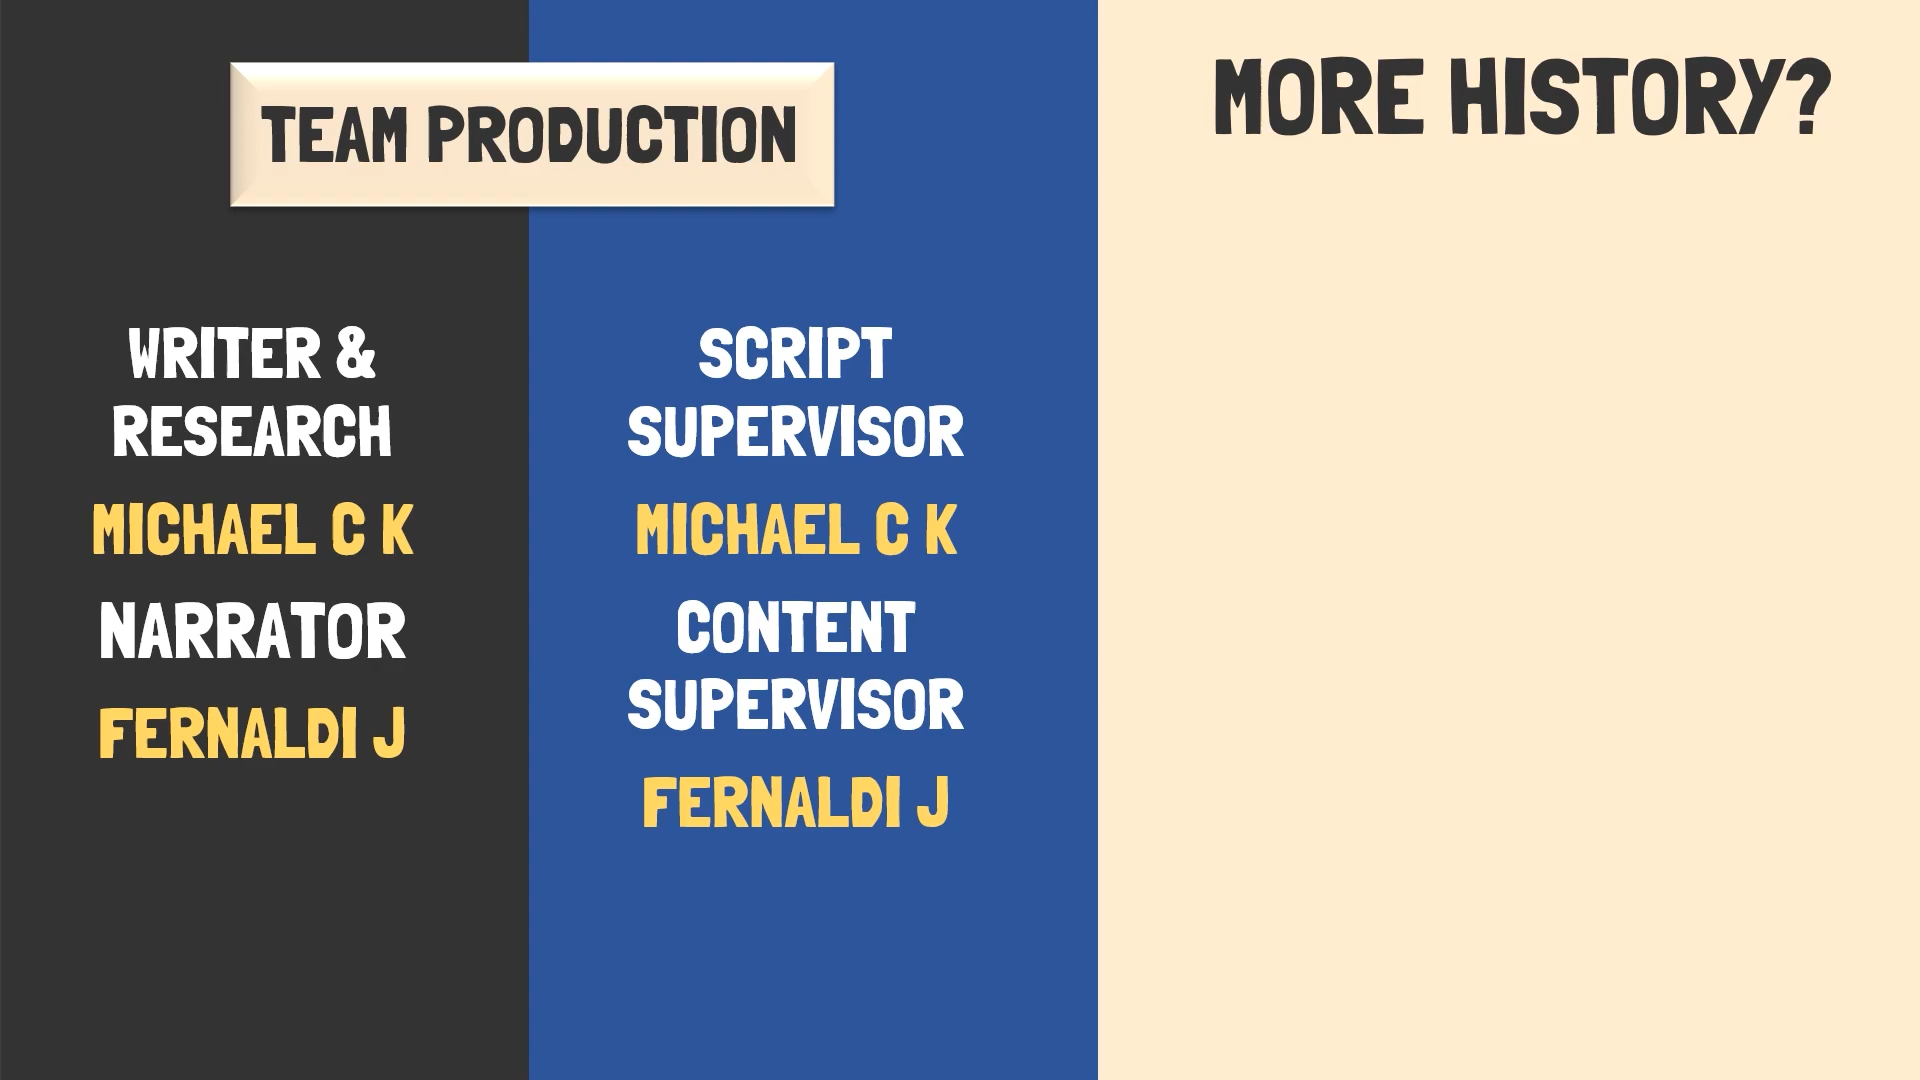 TEAM PRODUCTION
WRITER &
RESEARCH
MICHAEL C K
NARRATOR
FERNALDI J
SCRIPT
SUPERVISOR
MICHAEL C K
CONTENT
SUPERVISOR
FERNALDI J
MORE HISTORY?